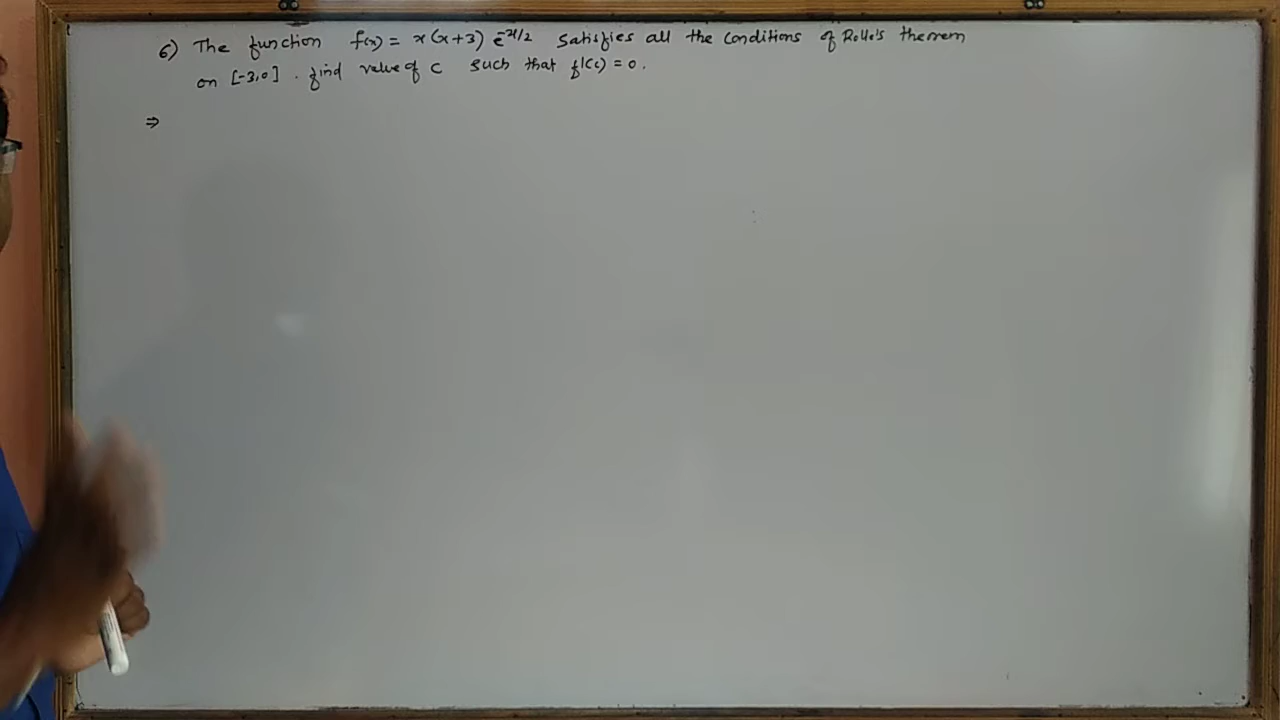 6) The function f(x) = x(x+3) e^-x/2 satisfies all the conditions of Rolle's theorem
on [-3,0] . find value of c such that f'(c) = 0.
⇒